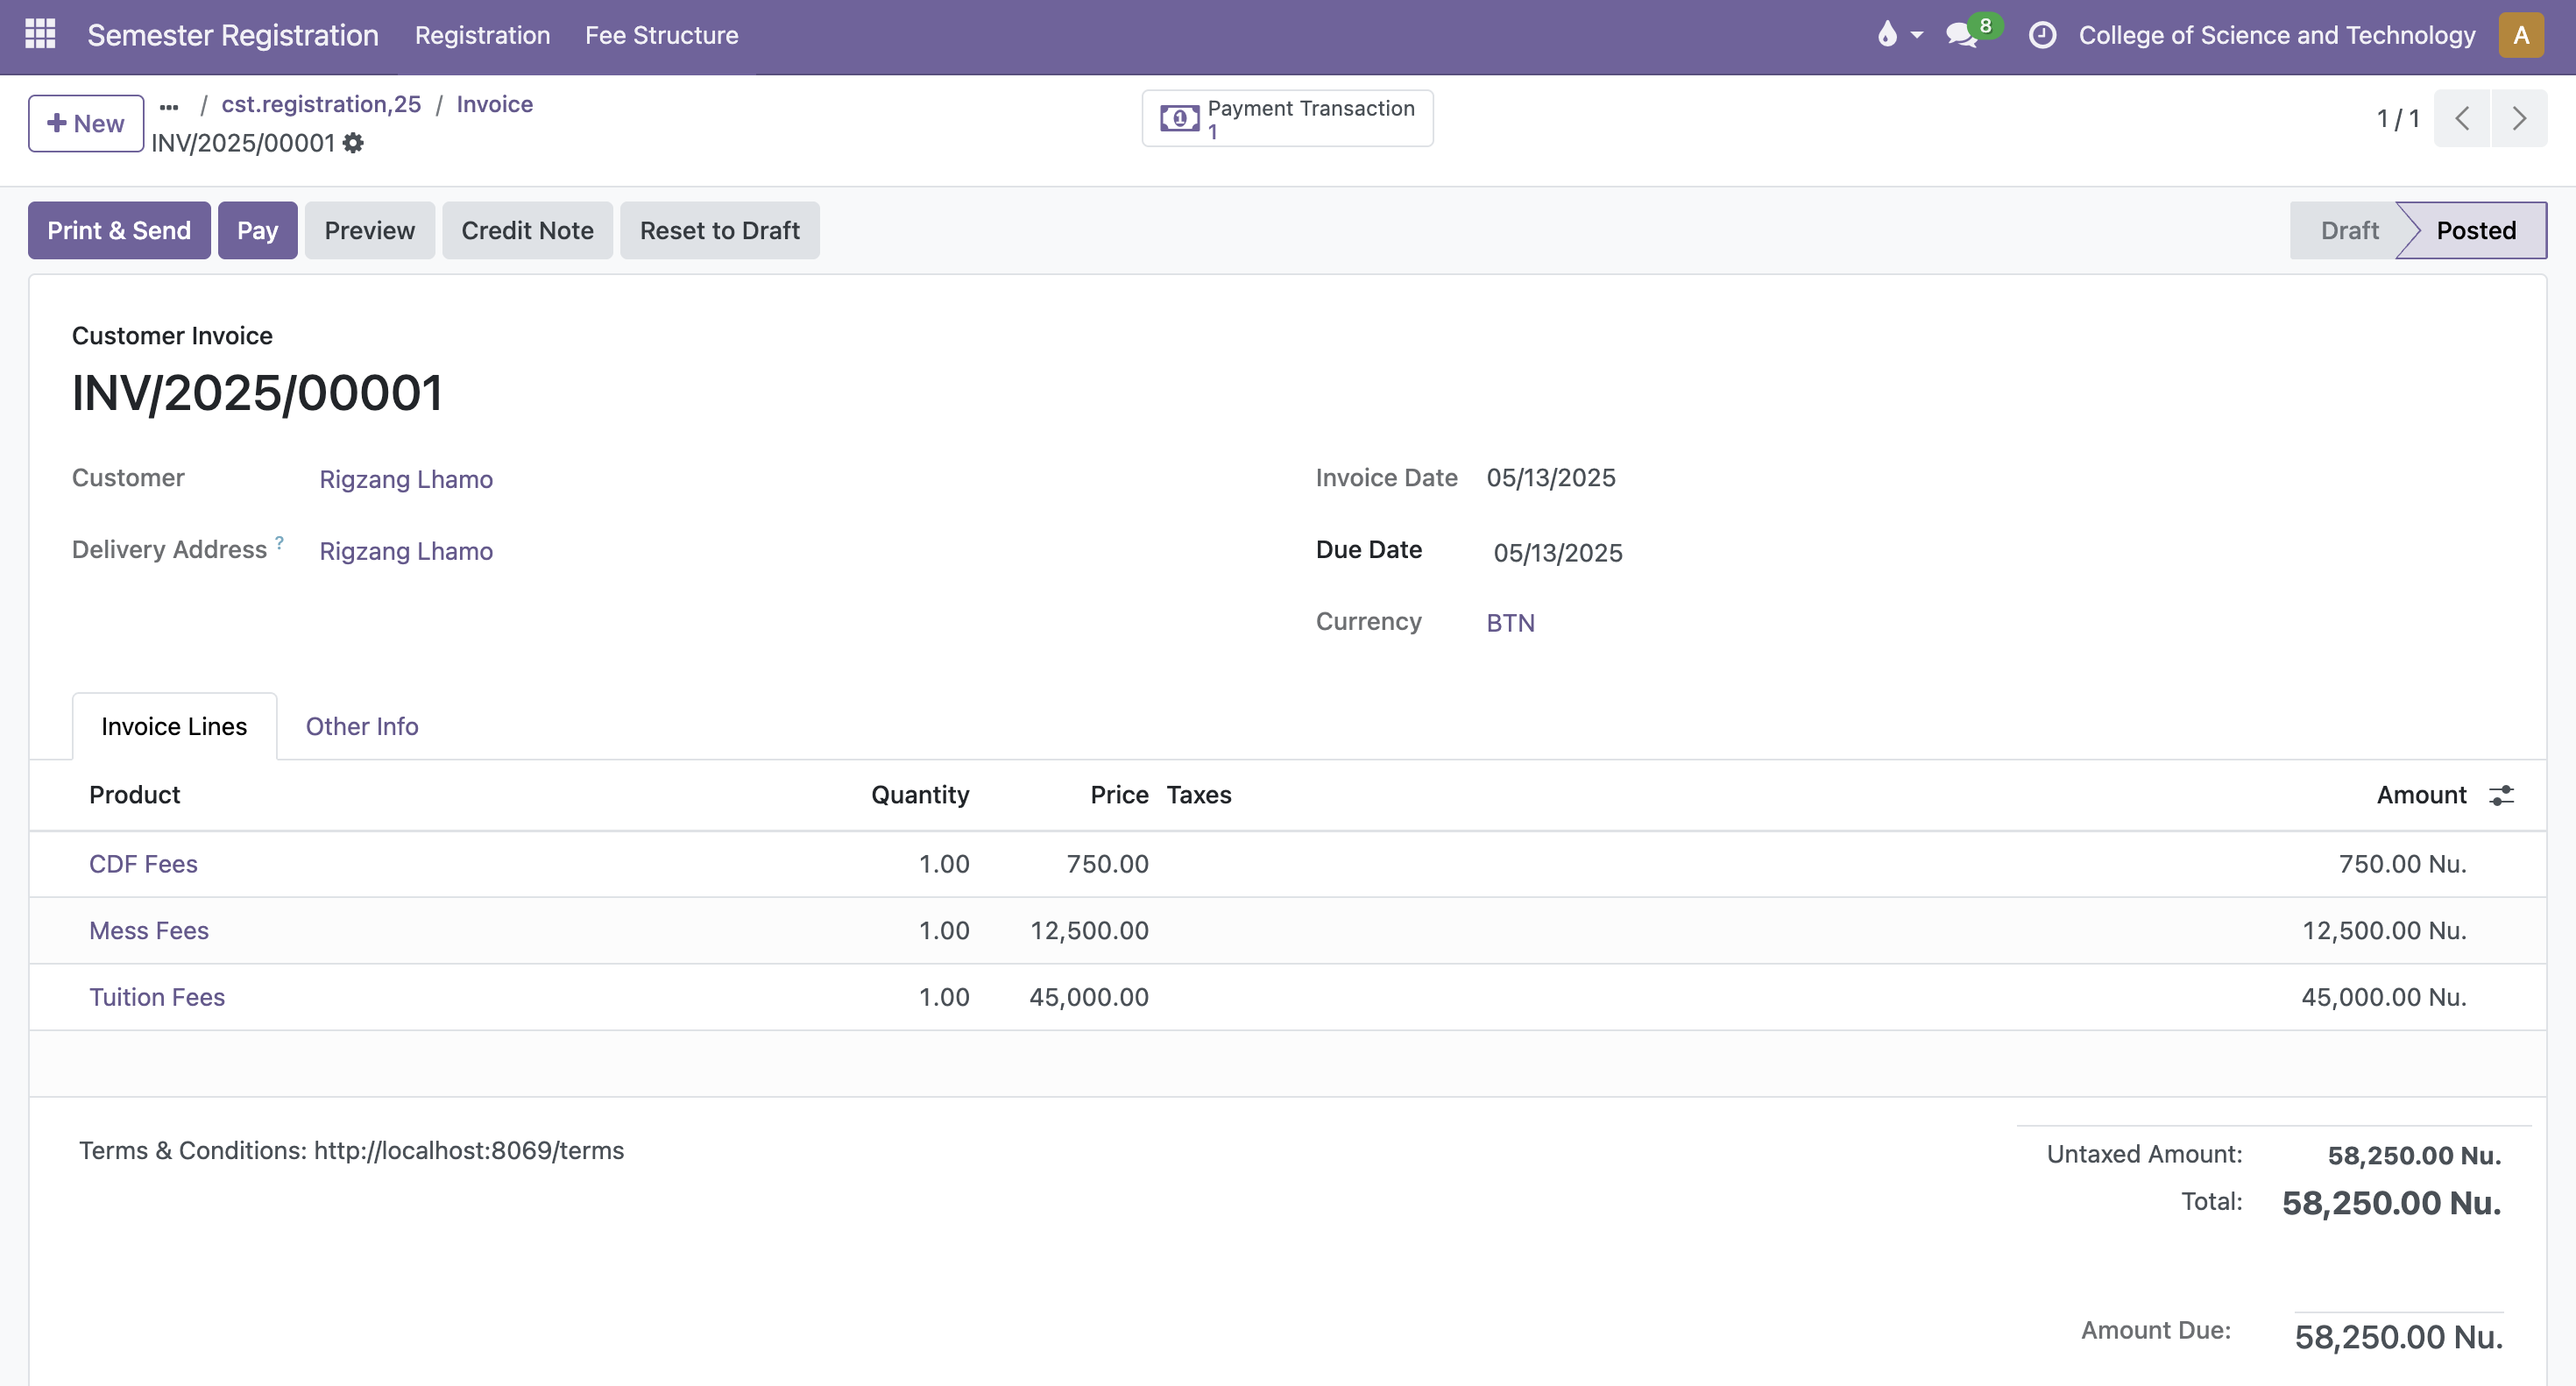 Semester Registration Registration Fee Structure 8 College of Science and Technology A
New ... / cst.registration,25 / Invoice
INV/2025/00001
Payment Transaction
1
1 / 1
Print & Send Pay Preview Credit Note Reset to Draft Draft Posted
Customer Invoice
INV/2025/00001
Customer Rigzang Lhamo Invoice Date 05/13/2025
Delivery Address ? Rigzang Lhamo Due Date 05/13/2025
Currency BTN
Invoice Lines Other Info
Product Quantity Price Taxes Amount
CDF Fees 1.00 750.00 750.00 Nu.
Mess Fees 1.00 12,500.00 12,500.00 Nu.
Tuition Fees 1.00 45,000.00 45,000.00 Nu.
Terms & Conditions: http://localhost:8069/terms
Untaxed Amount: 58,250.00 Nu.
Total: 58,250.00 Nu.
Amount Due: 58,250.00 Nu.